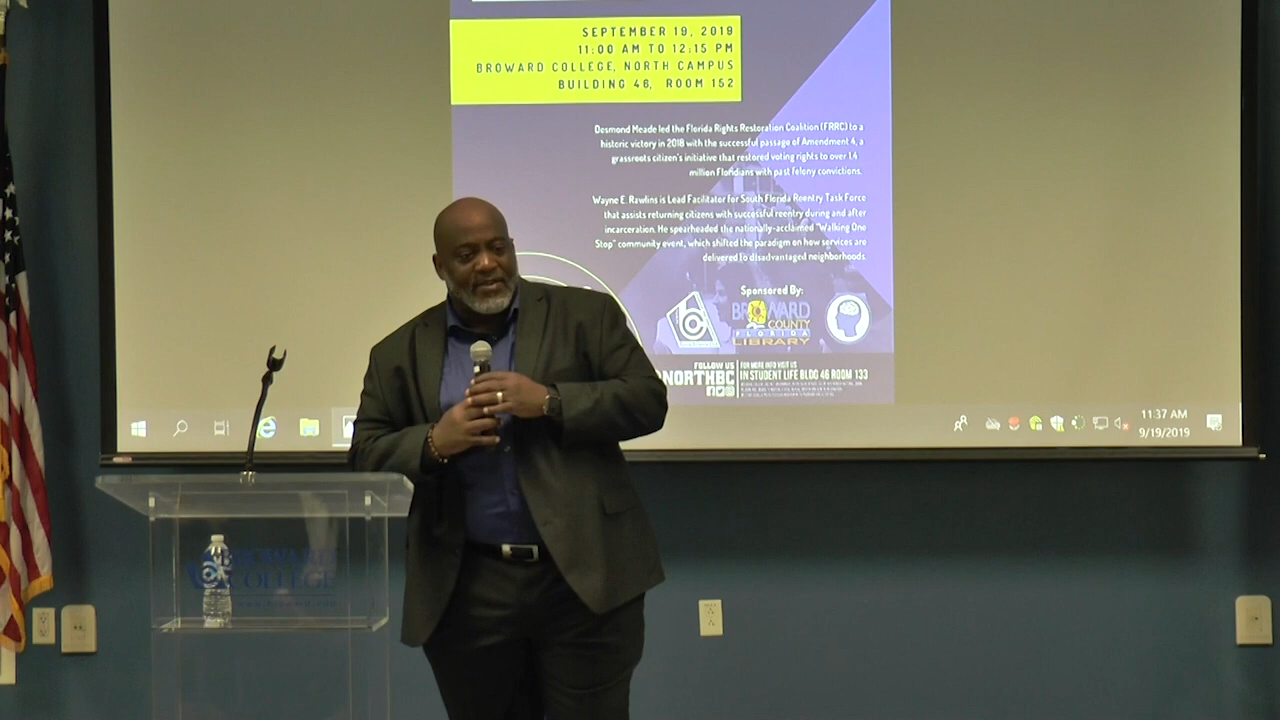 SEPTEMBER 19, 2019
11:00 AM TO 12:15 PM
BROWARD COLLEGE, NORTH CAMPUS
BUILDING 46, ROOM 152
Desmond Meade led the Florida Rights Restoration Coalition (FRRC) to a
historic victory in 2018 with the successful passage of Amendment 4, a
grassroots citizen's initiative that restored voting rights to over 1.4
million Floridians with past felony convictions.
Wayne E. Rawlins is Lead Facilitator for South Florida Reentry Task Force
that assists returning citizens with successful reentry during and after
incarceration. He spearheaded the nationally-acclaimed "Walking One
Stop" community event, which shifted the paradigm on how services are
delivered to disadvantaged neighborhoods.
Sponsored By:
BROWARD
COUNTY
FLORIDA
LIBRARY
FOLLOW US
NORTHBC
FOR MORE INFO VISIT US
IN STUDENT LIFE BLDG 46 ROOM 133
11:37 AM
9/19/2019
BROWARD
COLLEGE